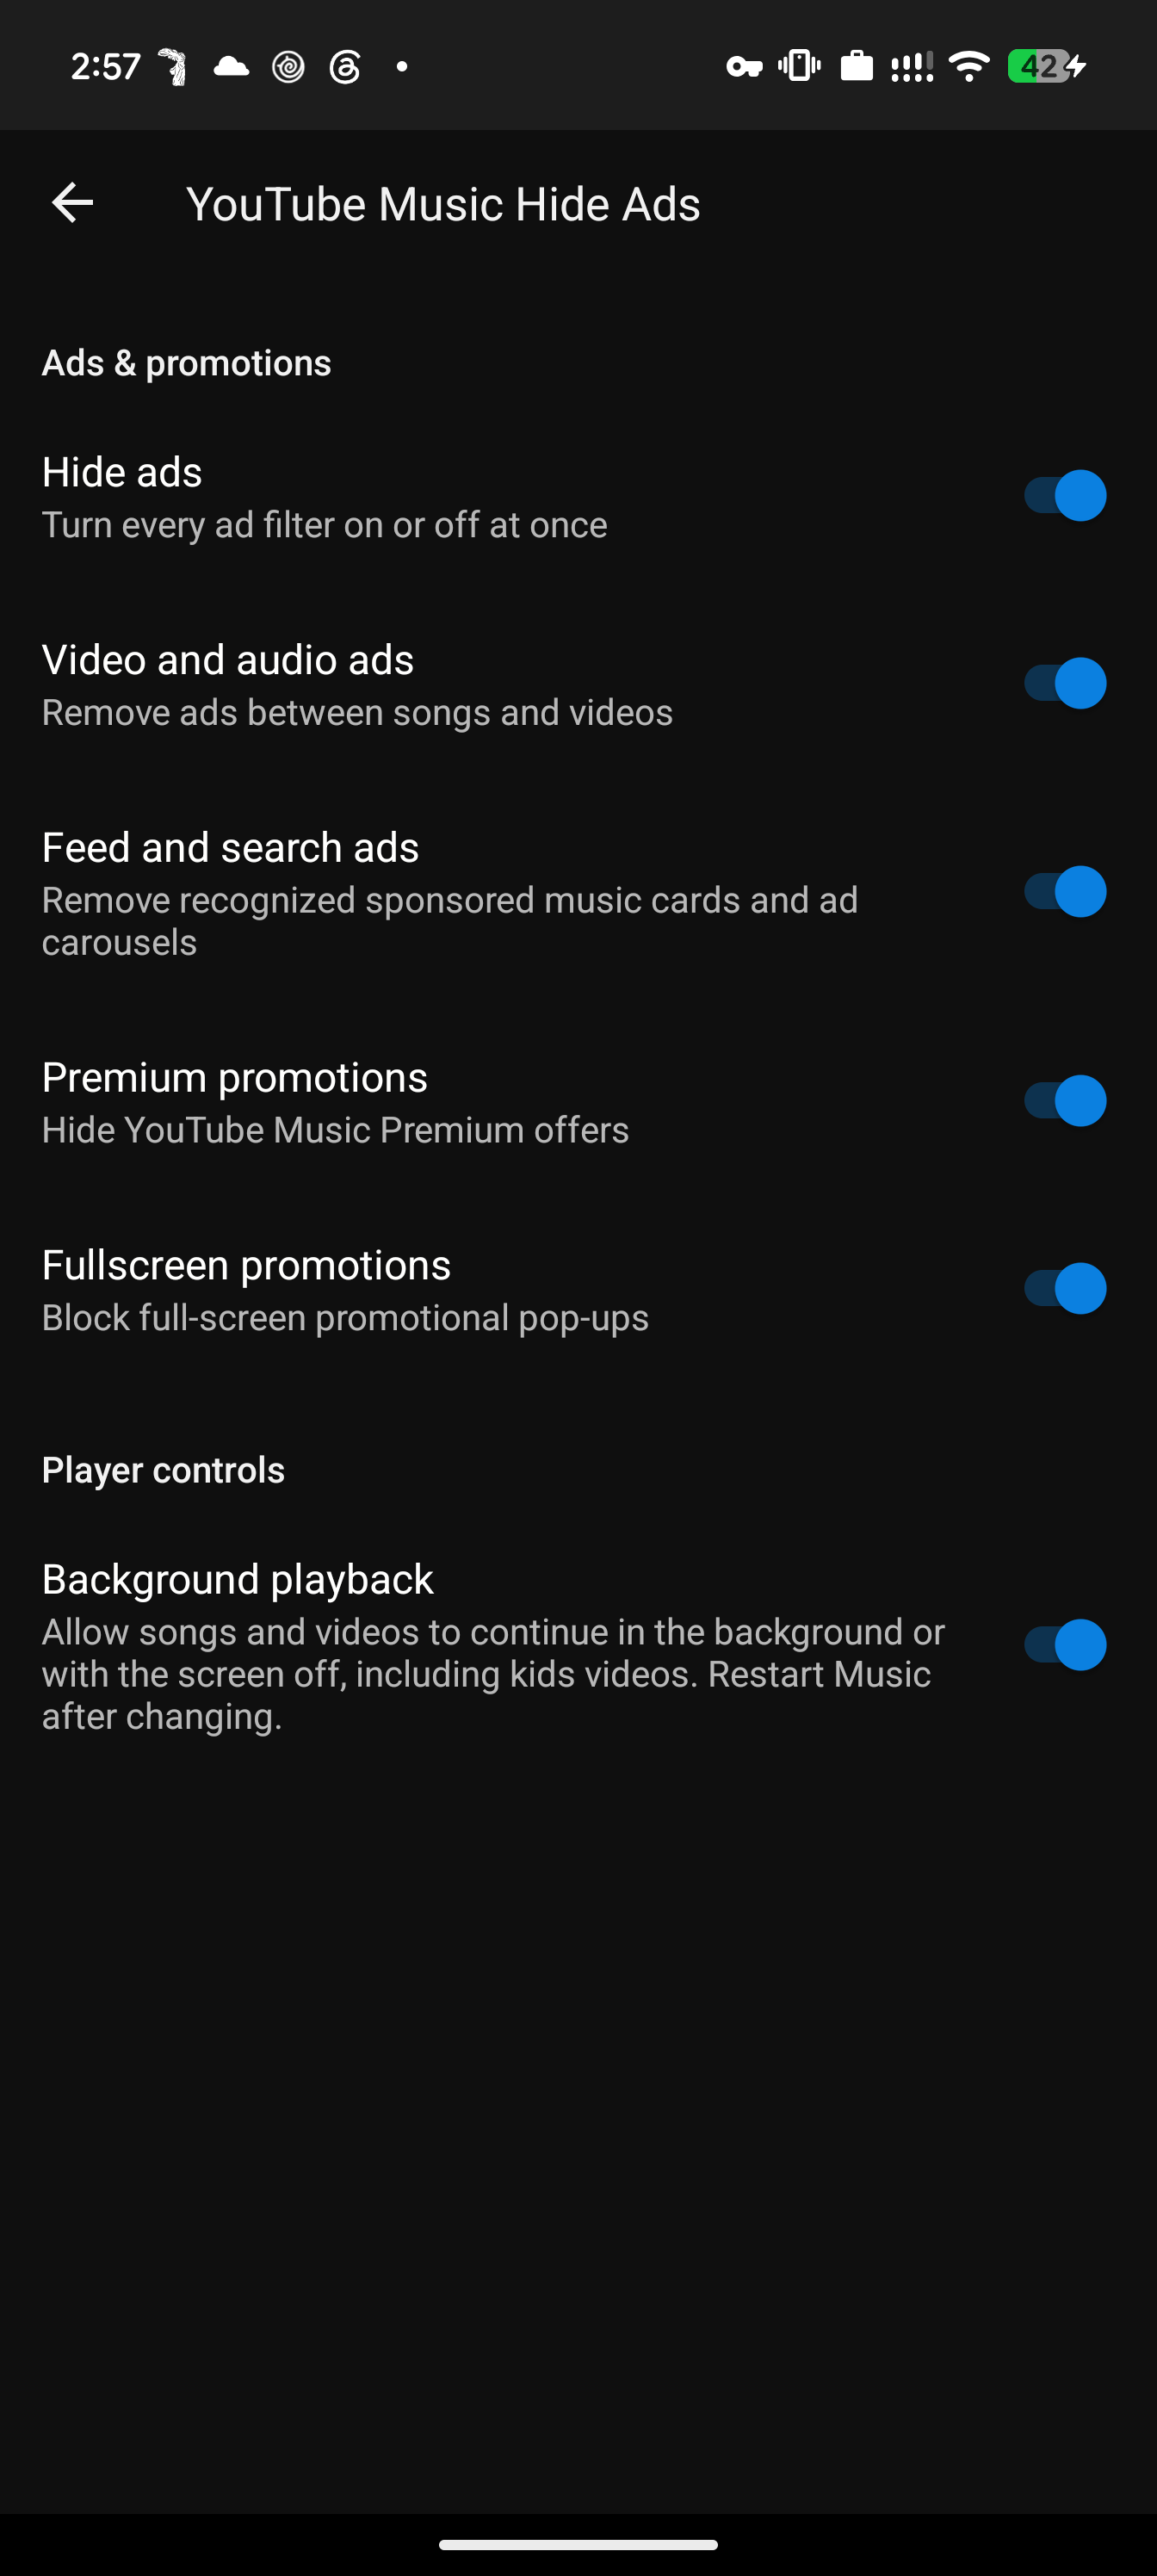 2:57
42
YouTube Music Hide Ads
Ads & promotions
Hide ads
Turn every ad filter on or off at once
Video and audio ads
Remove ads between songs and videos
Feed and search ads
Remove recognized sponsored music cards and ad
carousels
Premium promotions
Hide YouTube Music Premium offers
Fullscreen promotions
Block full-screen promotional pop-ups
Player controls
Background playback
Allow songs and videos to continue in the background or
with the screen off, including kids videos. Restart Music
after changing.